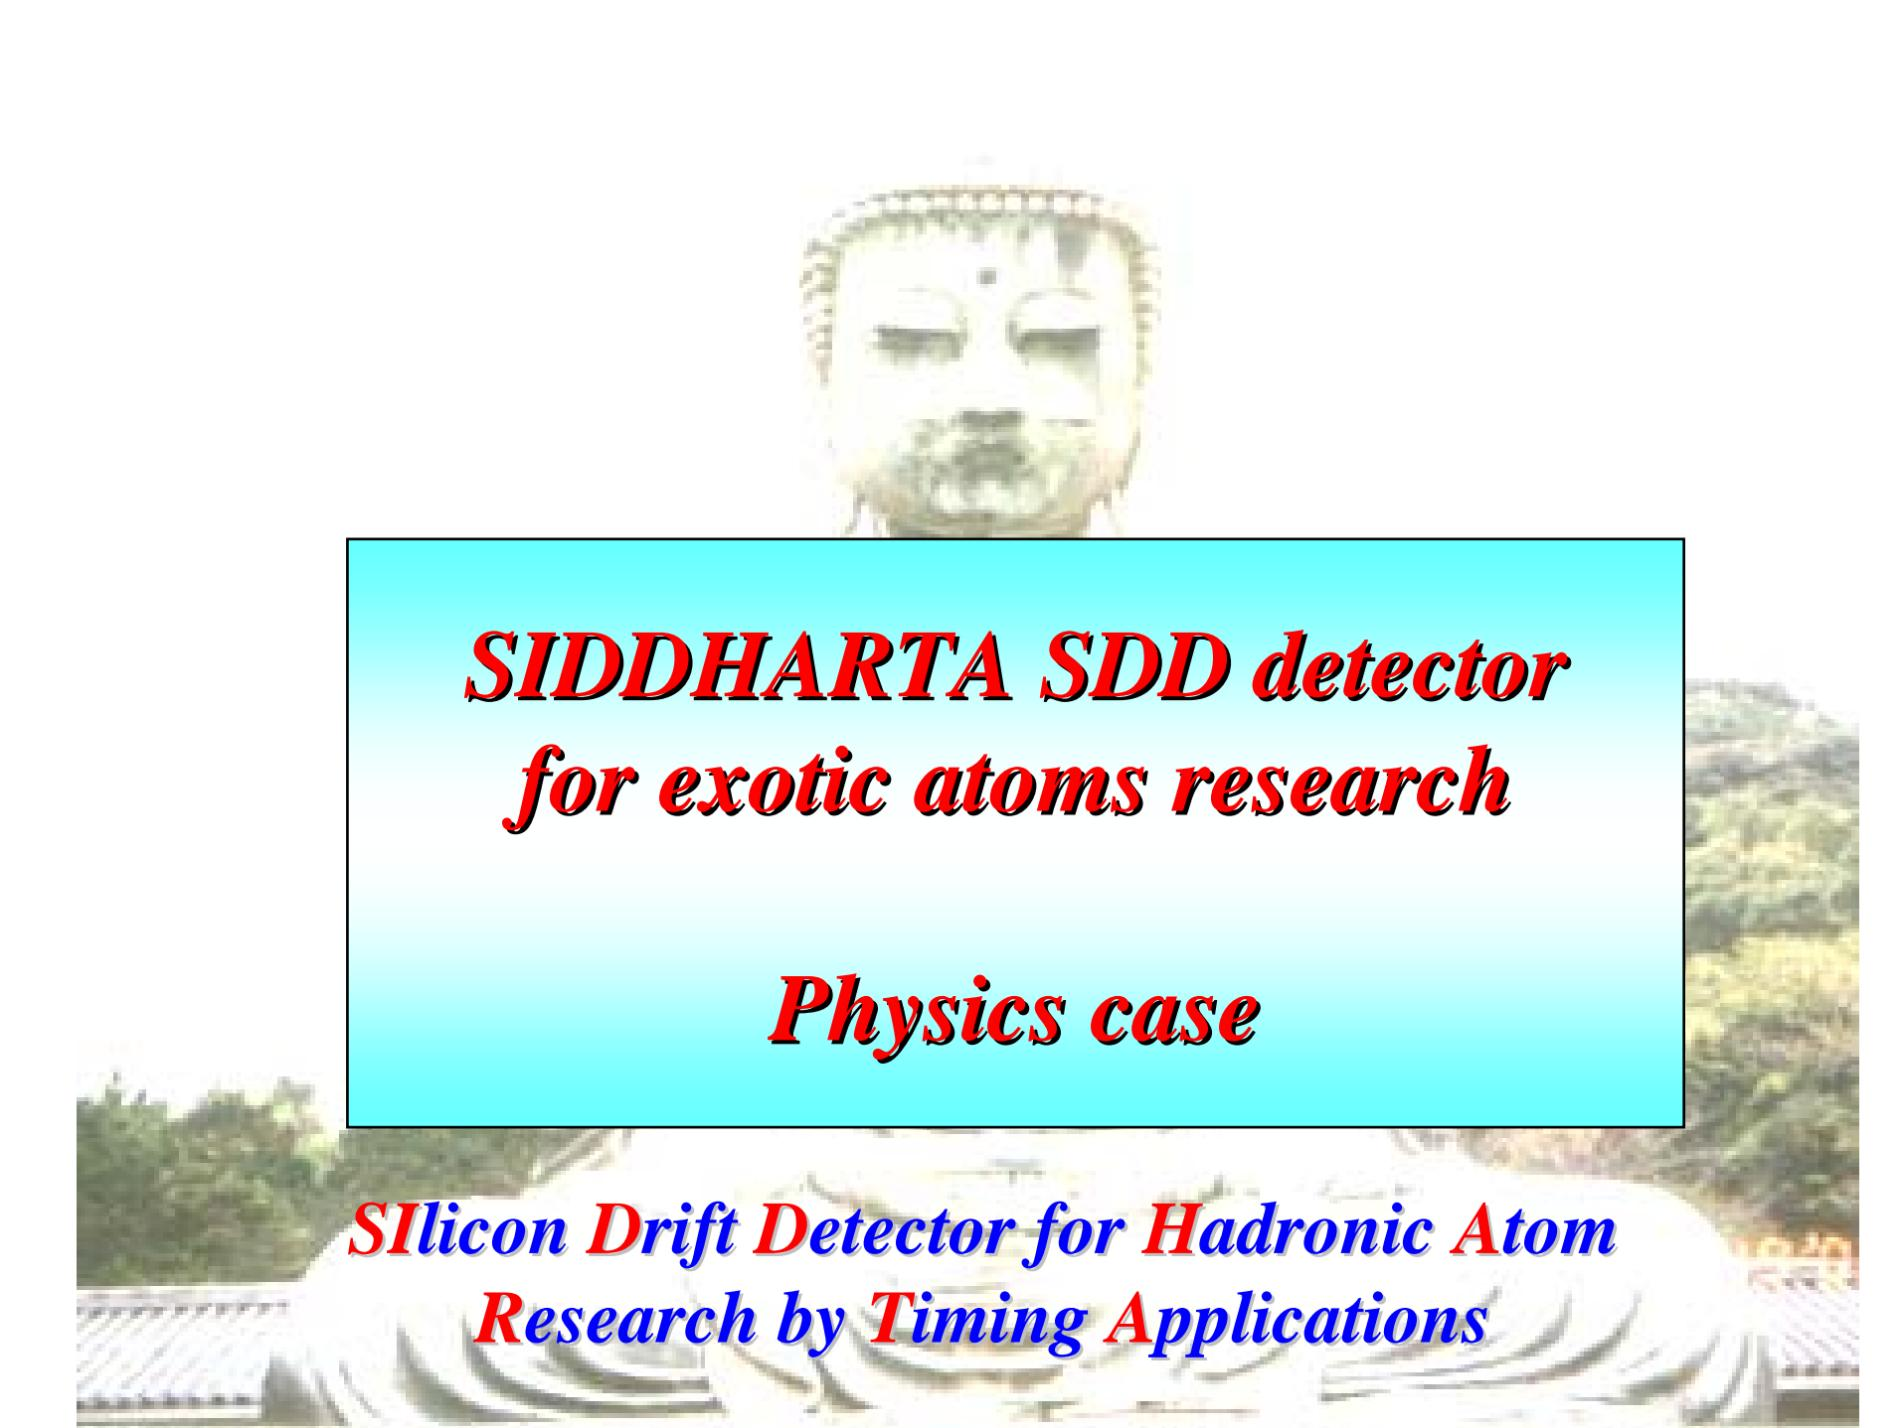 SIDDHARTA SDD detector
for exotic atoms research
Physics case
SIlicon Drift Detector for Hadronic Atom
Research by Timing Applications